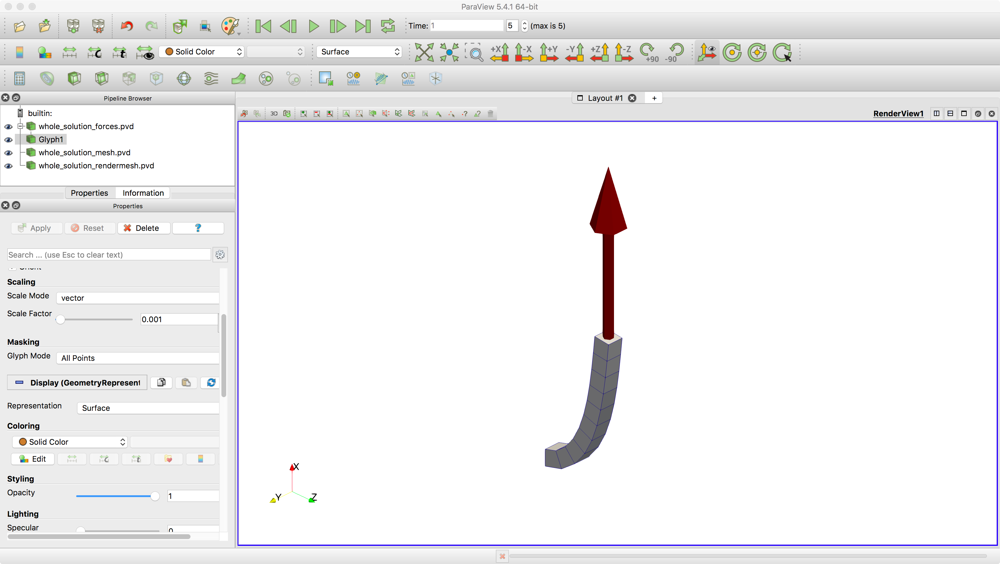 ParaView 5.4.1 64-bit
Time: 1 5 (max is 5)
Solid Color Surface +X -X +Y -Y +Z -Z +90 -90
Pipeline Browser
Layout #1 +
builtin:
3D
RenderView1
whole_solution_forces.pvd
Glyph1
whole_solution_mesh.pvd
whole_solution_rendermesh.pvd
Properties Information
Properties
Apply Reset Delete ?
Search ... (use Esc to clear text)
Orient
Scaling
Scale Mode vector
Scale Factor 0.001
Masking
Glyph Mode All Points
Display (GeometryRepresent
Representation Surface
Coloring
Solid Color
Edit
Styling
Opacity 1
Lighting
Specular 0
X
Y Z